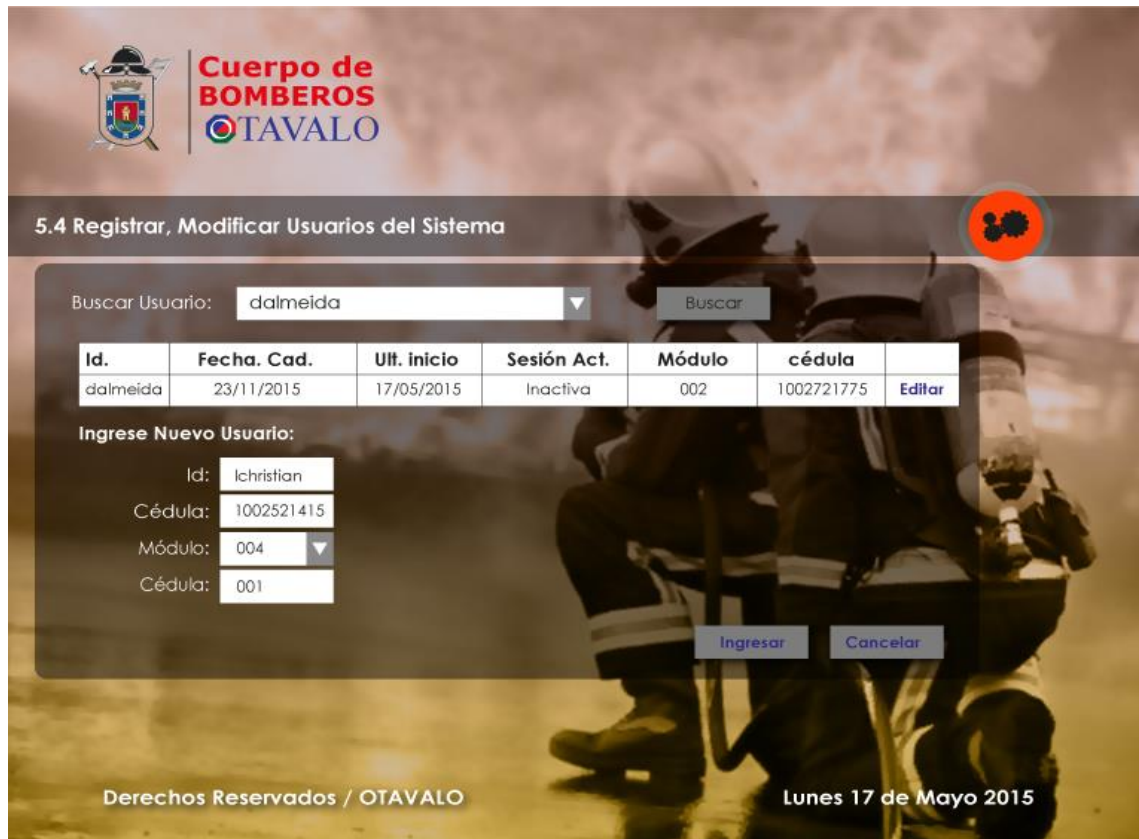 Cuerpo de
BOMBEROS
OTAVALO
5.4 Registrar, Modificar Usuarios del Sistema
Buscar Usuario: dalmeida Buscar
Id. Fecha. Cad. Ult. inicio Sesión Act. Módulo cédula
dalmeida 23/11/2015 17/05/2015 Inactiva 002 1002721775 Editar
Ingrese Nuevo Usuario:
Id: lchristian
Cédula: 1002521415
Módulo: 004
Cédula: 001
Ingresar Cancelar
Derechos Reservados / OTAVALO Lunes 17 de Mayo 2015